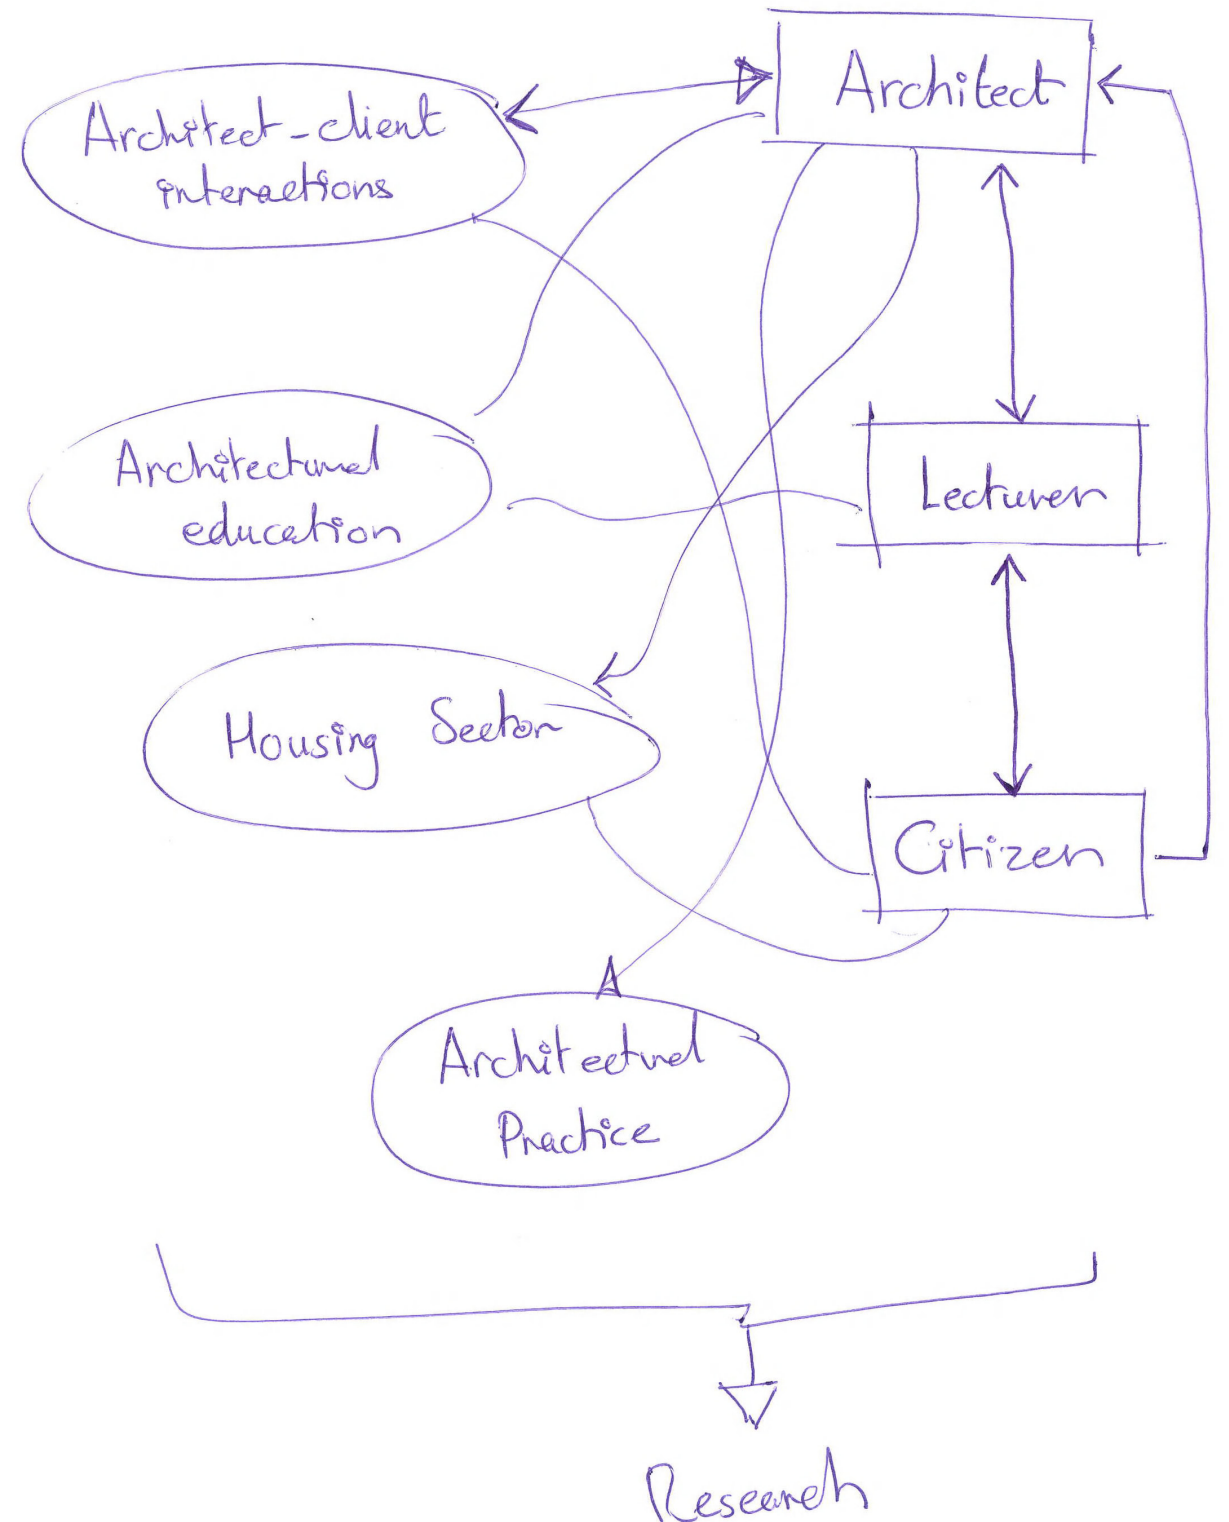 Architect
Architect-client
interactions
Architectural
education
Lecturer
Housing Sector
Citizen
Architectural
Practice
Research